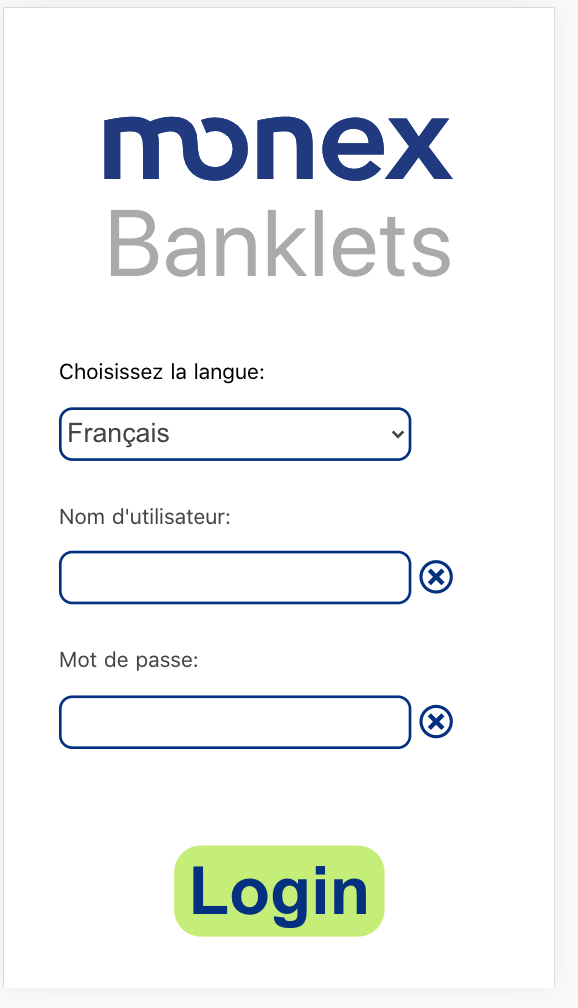 monex
Banklets
Choisissez la langue:
Français
Nom d'utilisateur:
Mot de passe:
Login